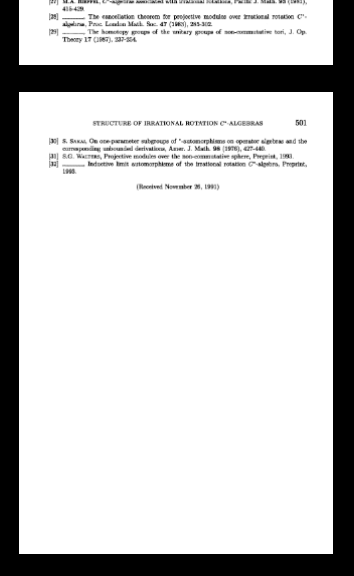 [27] M.A. RIEFFEL, C*-algebras associated with irrational rotations, Pacific J. Math. 93 (1981),
415-429.
[28] ______, The cancellation theorem for projective modules over irrational rotation C*-
algebras, Proc. London Math. Soc. 47 (1983), 285-302.
[29] ______, The homotopy groups of the unitary groups of non-commutative tori, J. Op.
Theory 17 (1987), 237-254.
STRUCTURE OF IRRATIONAL ROTATION C*-ALGEBRAS 501
[30] S. SAKAI, On one-parameter subgroups of *-automorphisms on operator algebras and the
corresponding unbounded derivations, Amer. J. Math. 98 (1976), 427-440.
[31] S.G. WALTERS, Projective modules over the non-commutative sphere, Preprint, 1993.
[32] ______, Inductive limit automorphisms of the irrational rotation C*-algebra, Preprint,
1993.
(Received November 26, 1991)